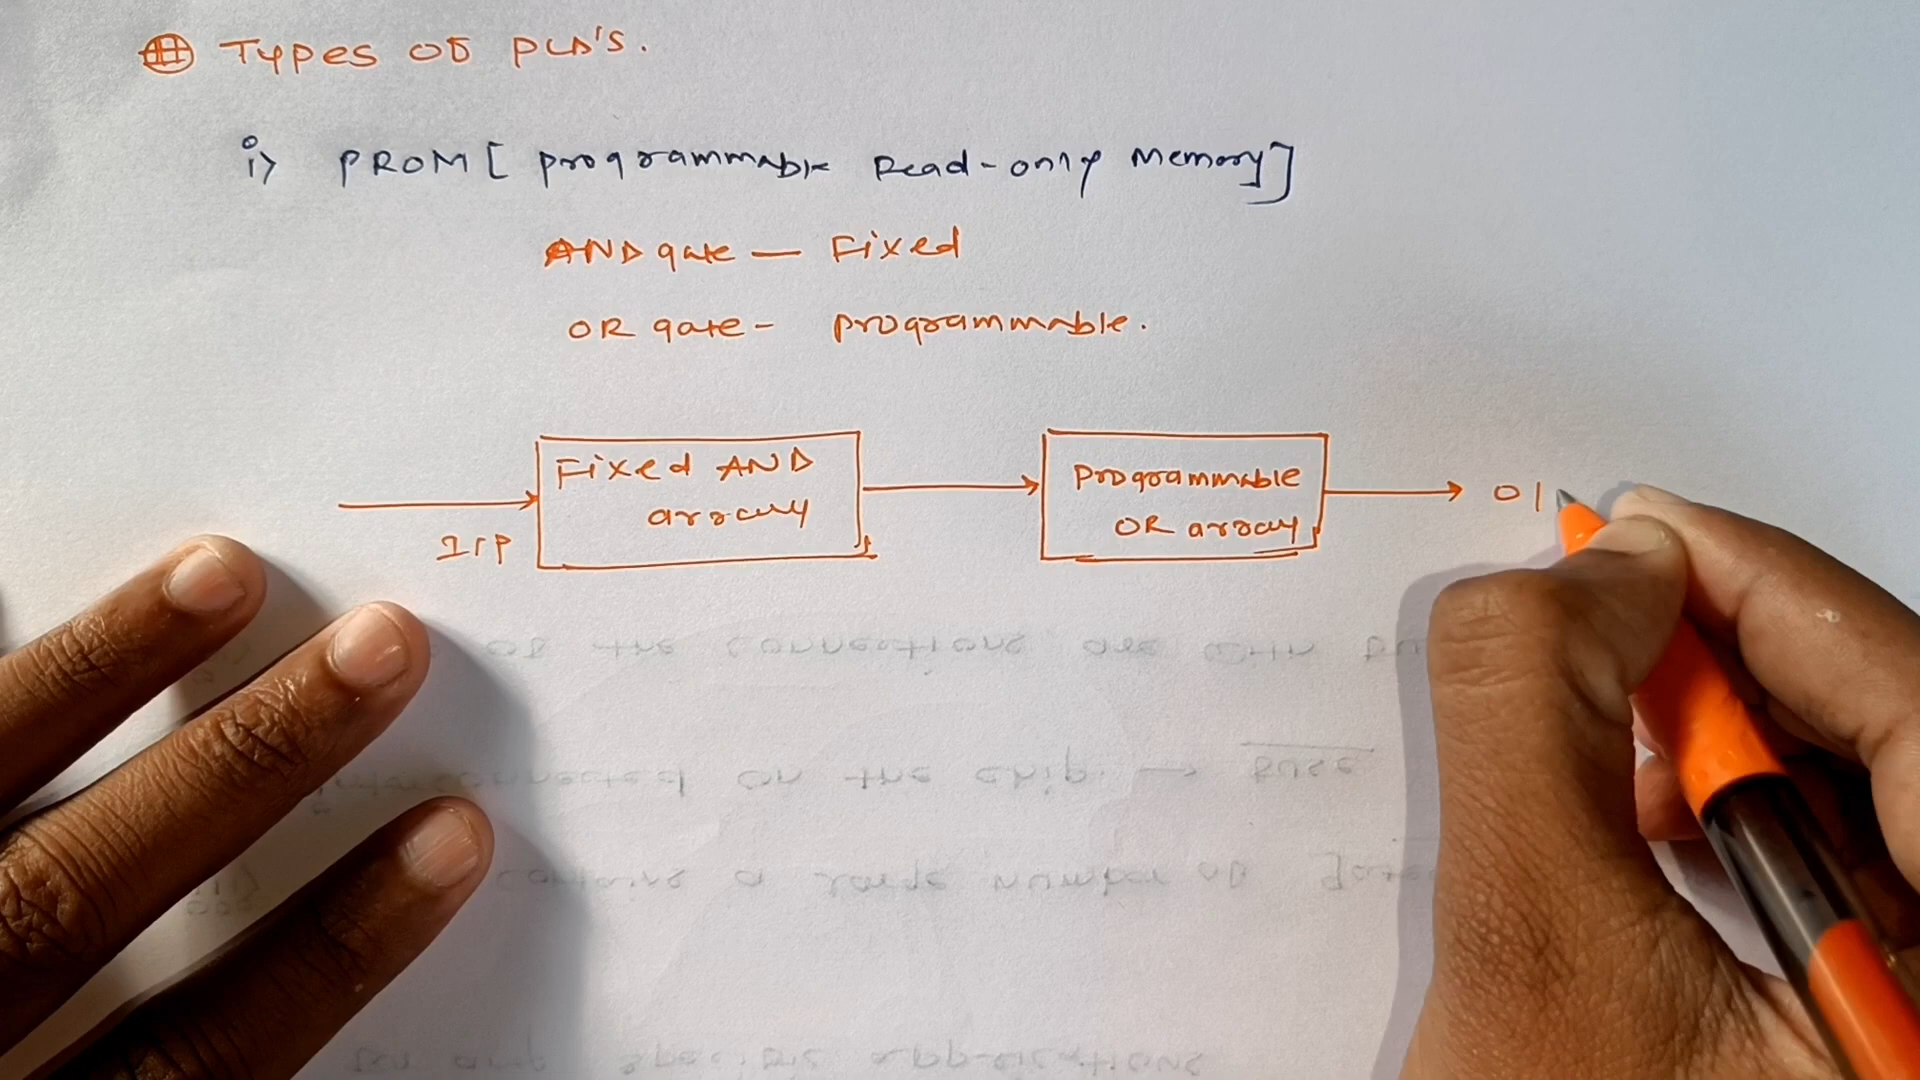 Types of PLD's.
i) PROM [ Programmable Read-only Memory]
AND gate — Fixed
OR gate - programmable.
Fixed AND
array
I/P
Programmable
OR array
O/